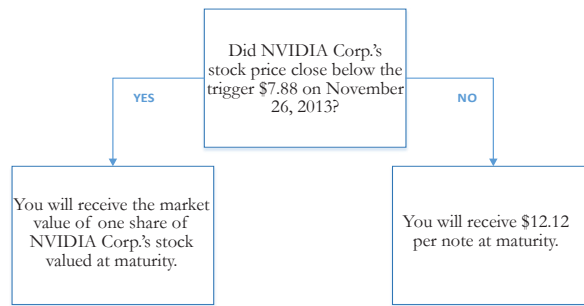 Did NVIDIA Corp.'s
stock price close below the
trigger $7.88 on November
26, 2013?
YES
NO
You will receive the market
value of one share of
NVIDIA Corp.'s stock
valued at maturity.
You will receive $12.12
per note at maturity.